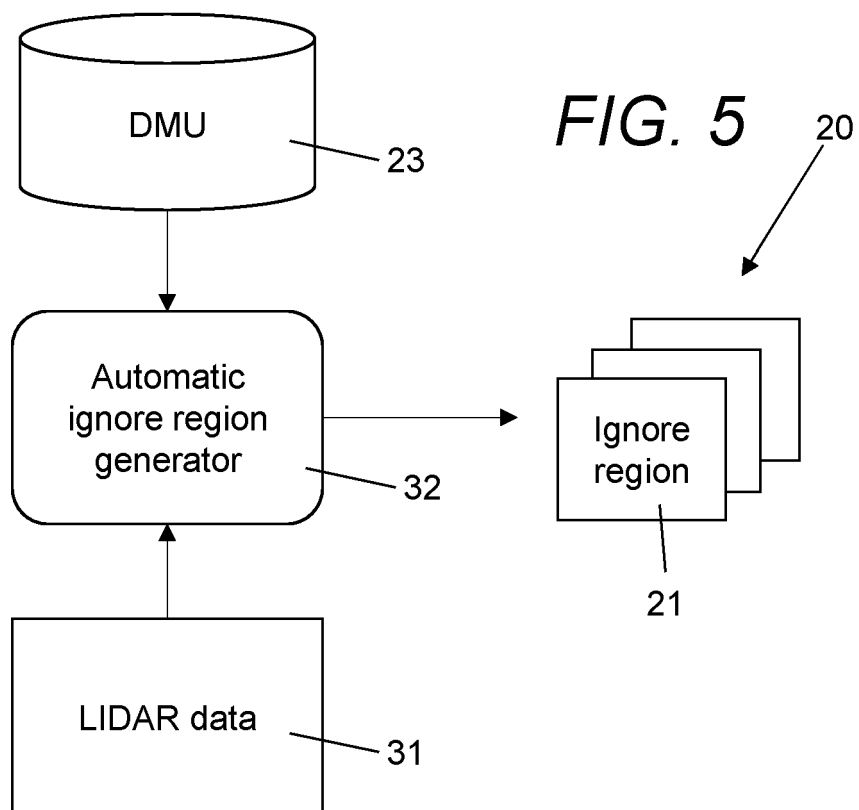 DMU
23
FIG. 5
20
Automatic
ignore region
generator
32
Ignore
region
21
LIDAR data
31